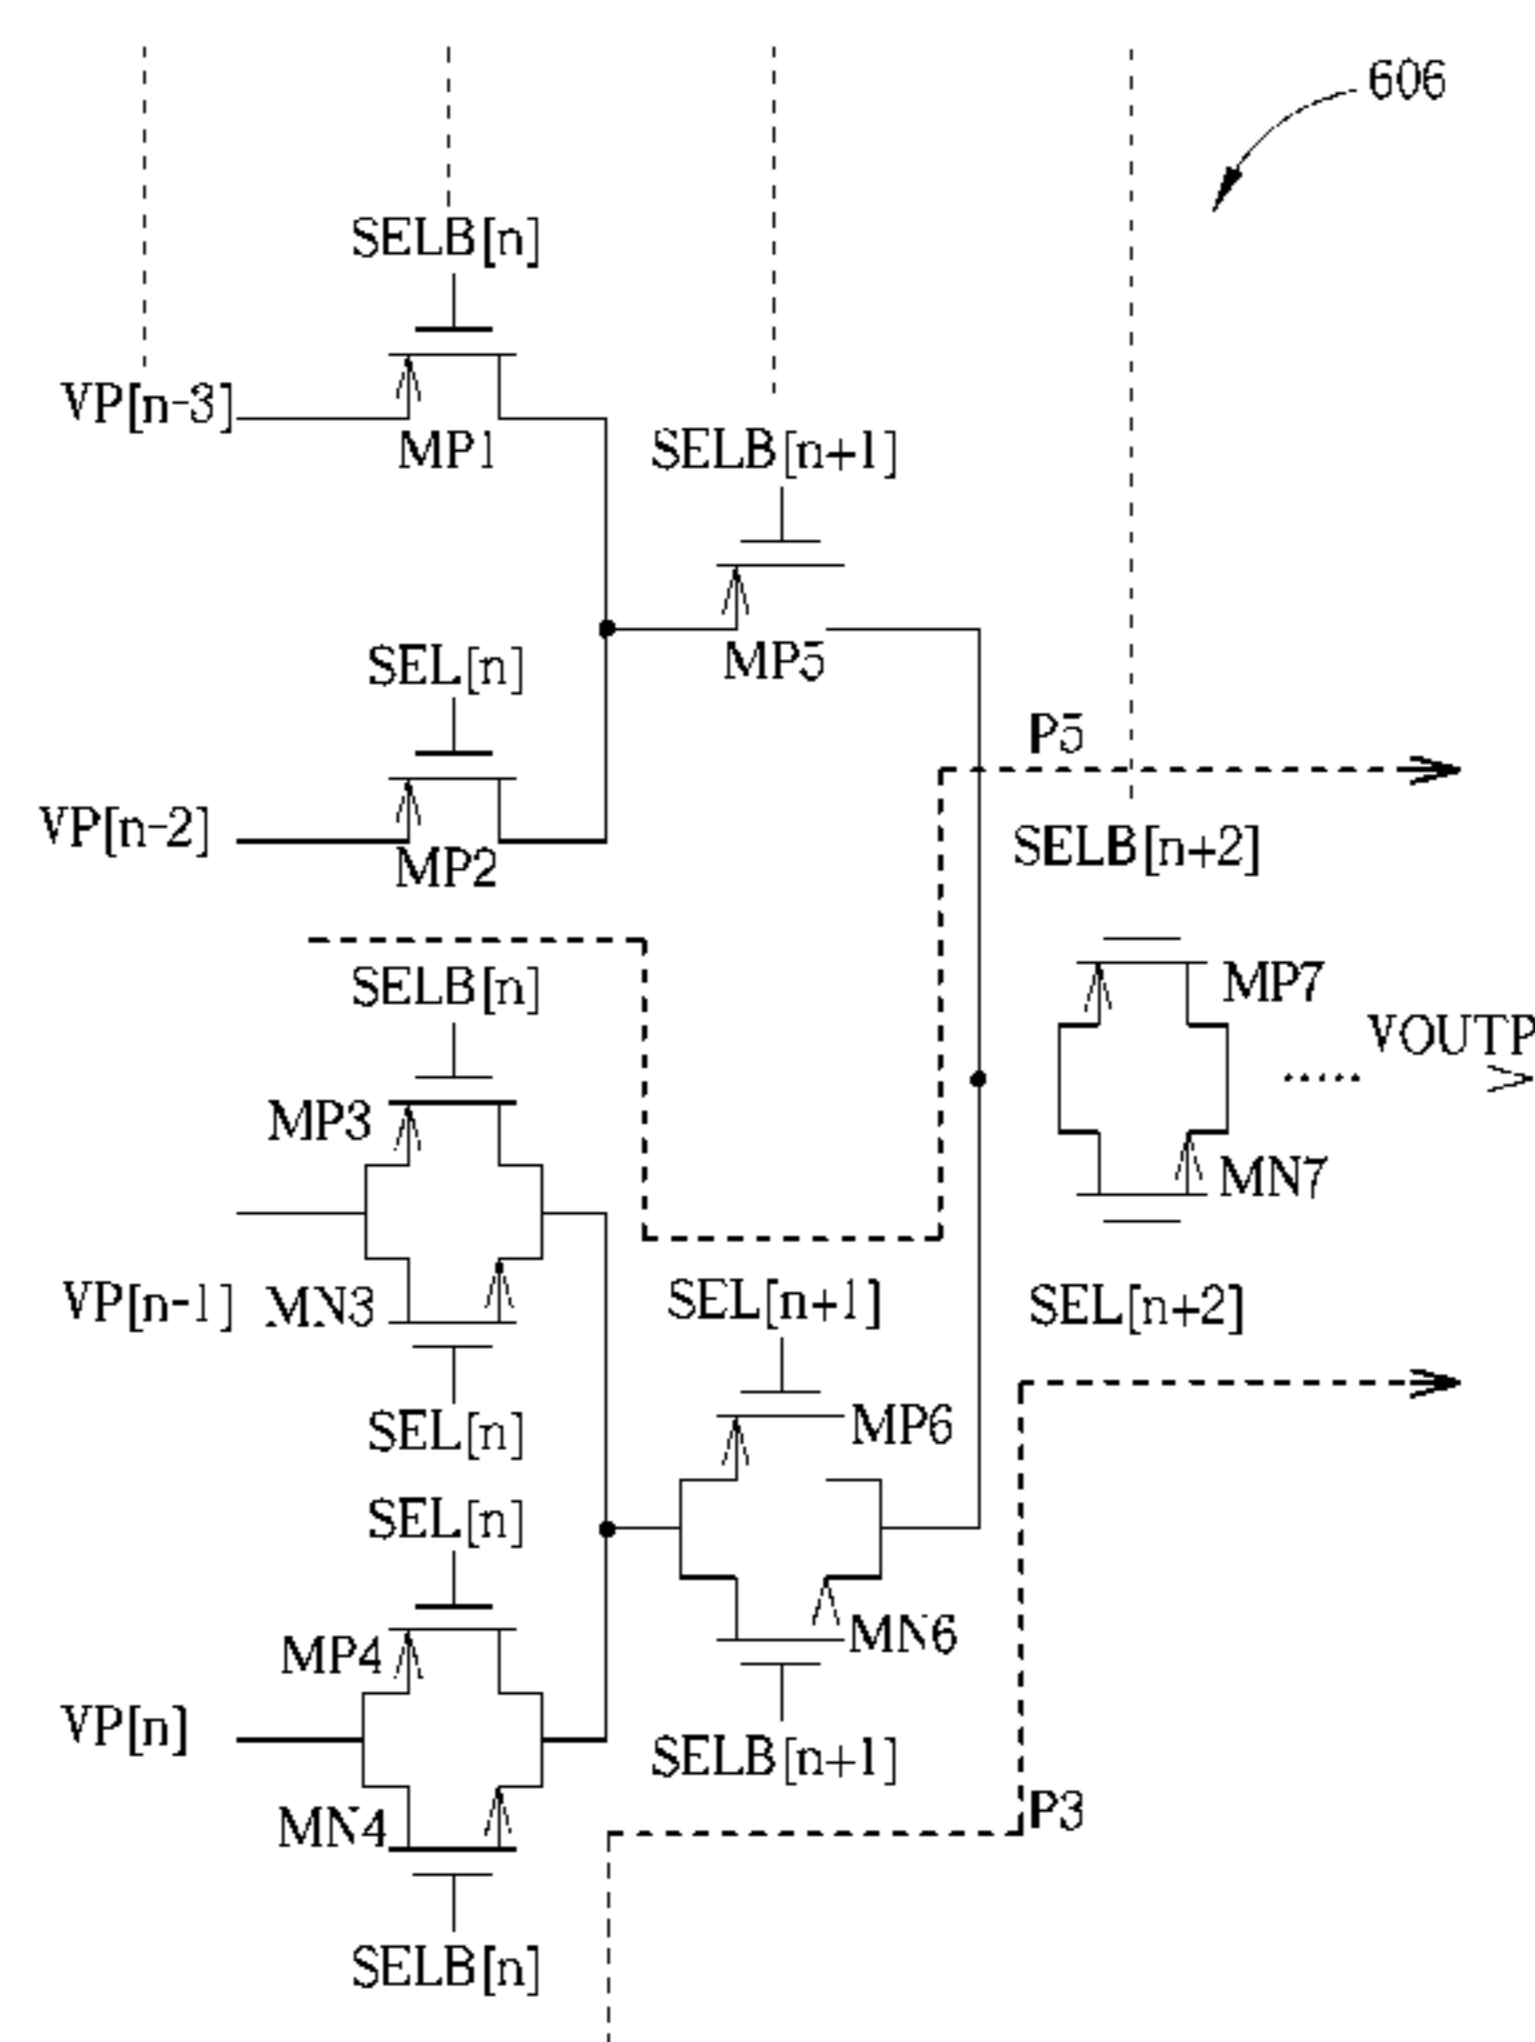 606
SELB[n]
VP[n-3]
MP1
SELB[n+1]
SEL[n]
MP5
P5
VP[n-2]
MP2
SELB[n+2]
SELB[n]
MP7
VOUTP
MP3
MN7
VP[n-1]
MN3
SEL[n+1]
SEL[n+2]
SEL[n]
MP6
SEL[n]
MP4
MN6
VP[n]
SELB[n+1]
MN4
P3
SELB[n]